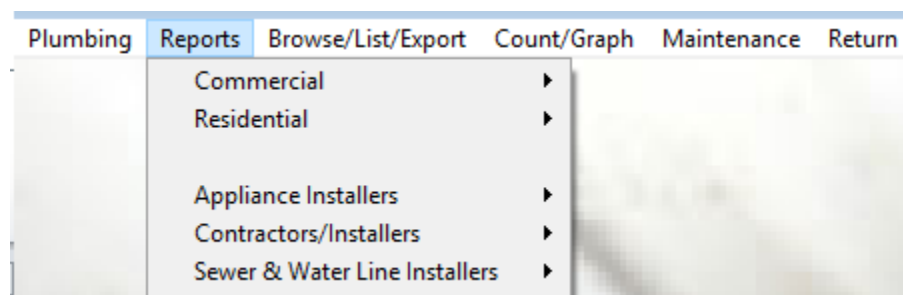 Plumbing Reports Browse/List/Export Count/Graph Maintenance Return
Commercial
Residential
Appliance Installers
Contractors/Installers
Sewer & Water Line Installers